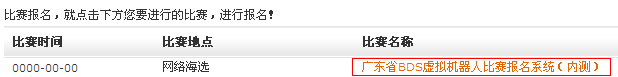 比赛报名，就点击下方您要进行的比赛，进行报名！
比赛时间 比赛地点 比赛名称
0000-00-00 网络海选 广东省BDS虚拟机器人比赛报名系统（内测）